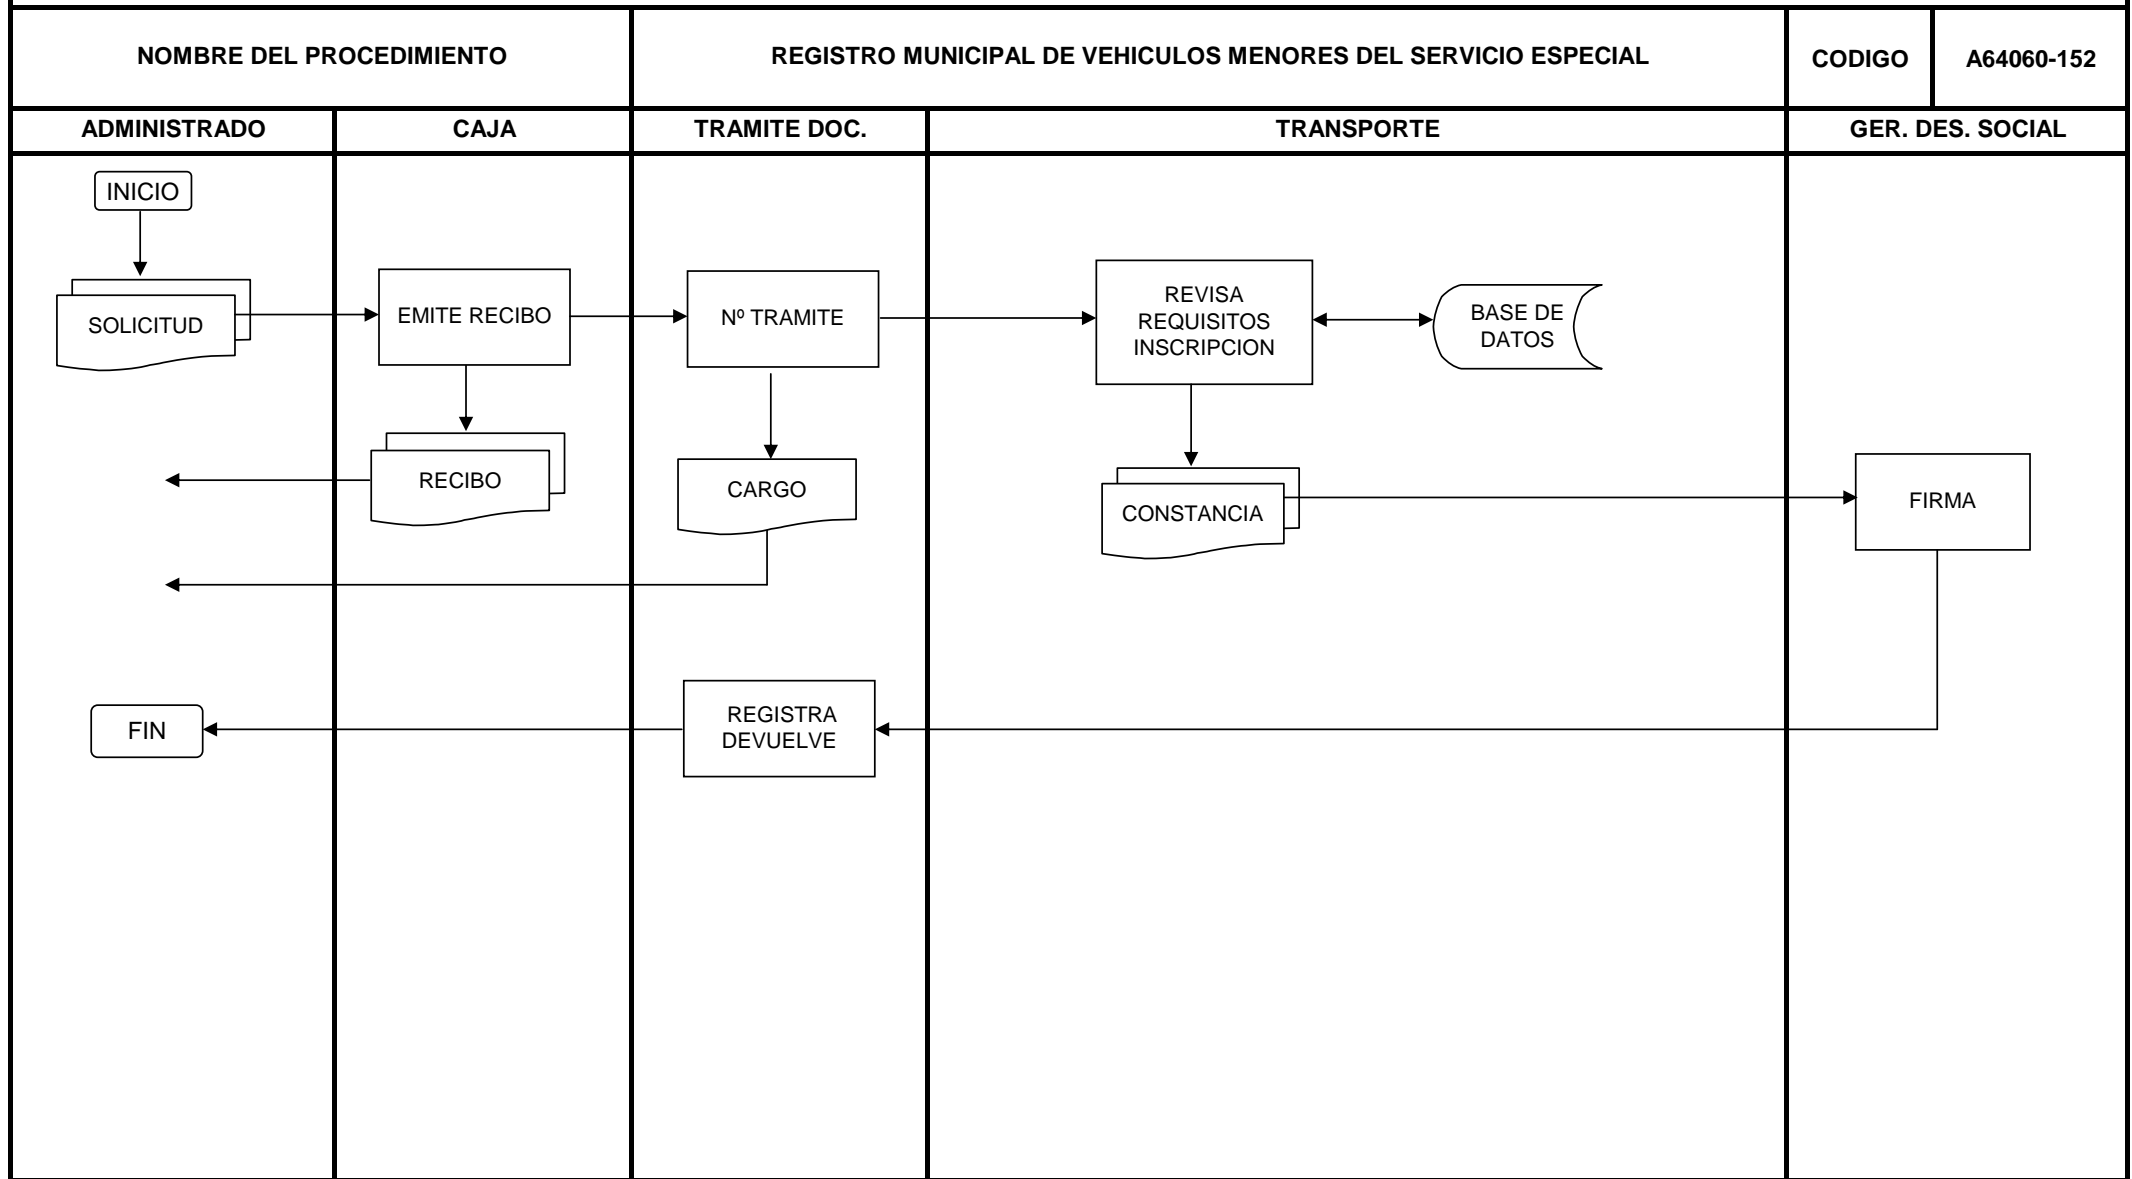 NOMBRE DEL PROCEDIMIENTO
REGISTRO MUNICIPAL DE VEHICULOS MENORES DEL SERVICIO ESPECIAL
CODIGO
A64060-152
ADMINISTRADO
CAJA
TRAMITE DOC.
TRANSPORTE
GER. DES. SOCIAL
INICIO
SOLICITUD
EMITE RECIBO
Nº TRAMITE
REVISA
REQUISITOS
INSCRIPCION
BASE DE
DATOS
RECIBO
CARGO
CONSTANCIA
FIRMA
FIN
REGISTRA
DEVUELVE